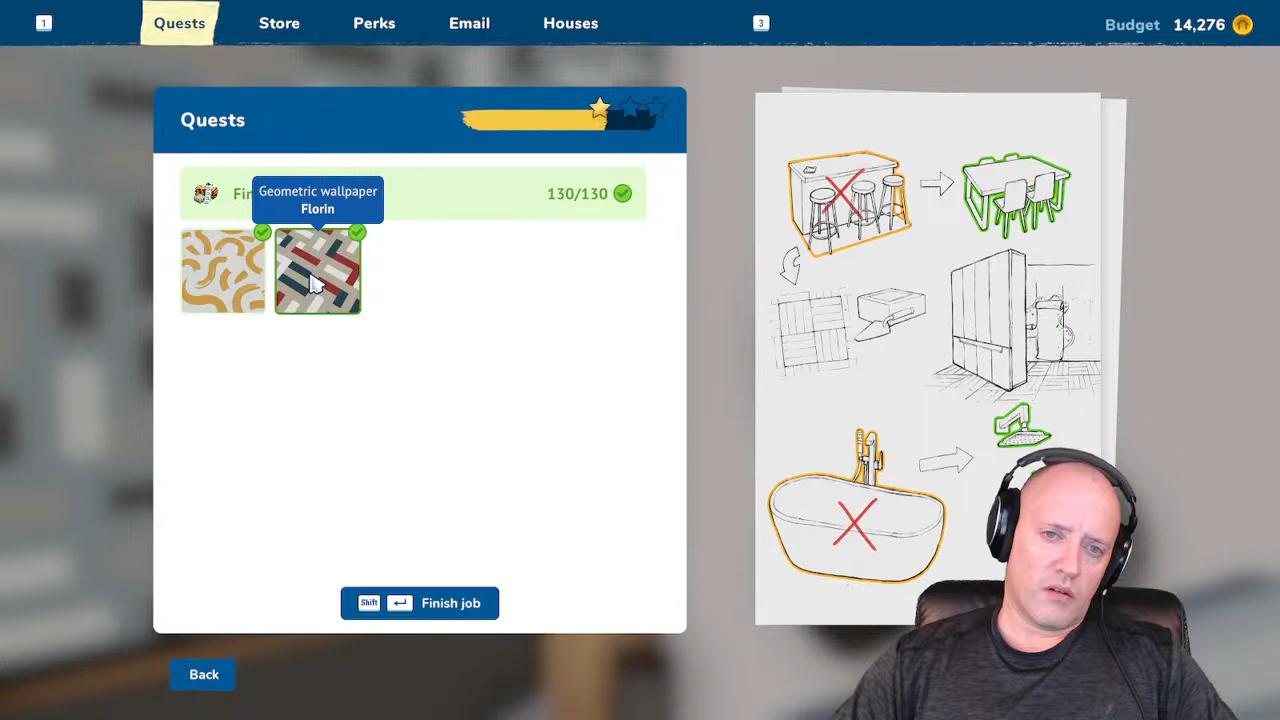 1
Quests
Store
Perks
Email
Houses
3
Budget 14,276
Quests
130/130
Geometric wallpaper
Florin
Shift
Finish job
Back